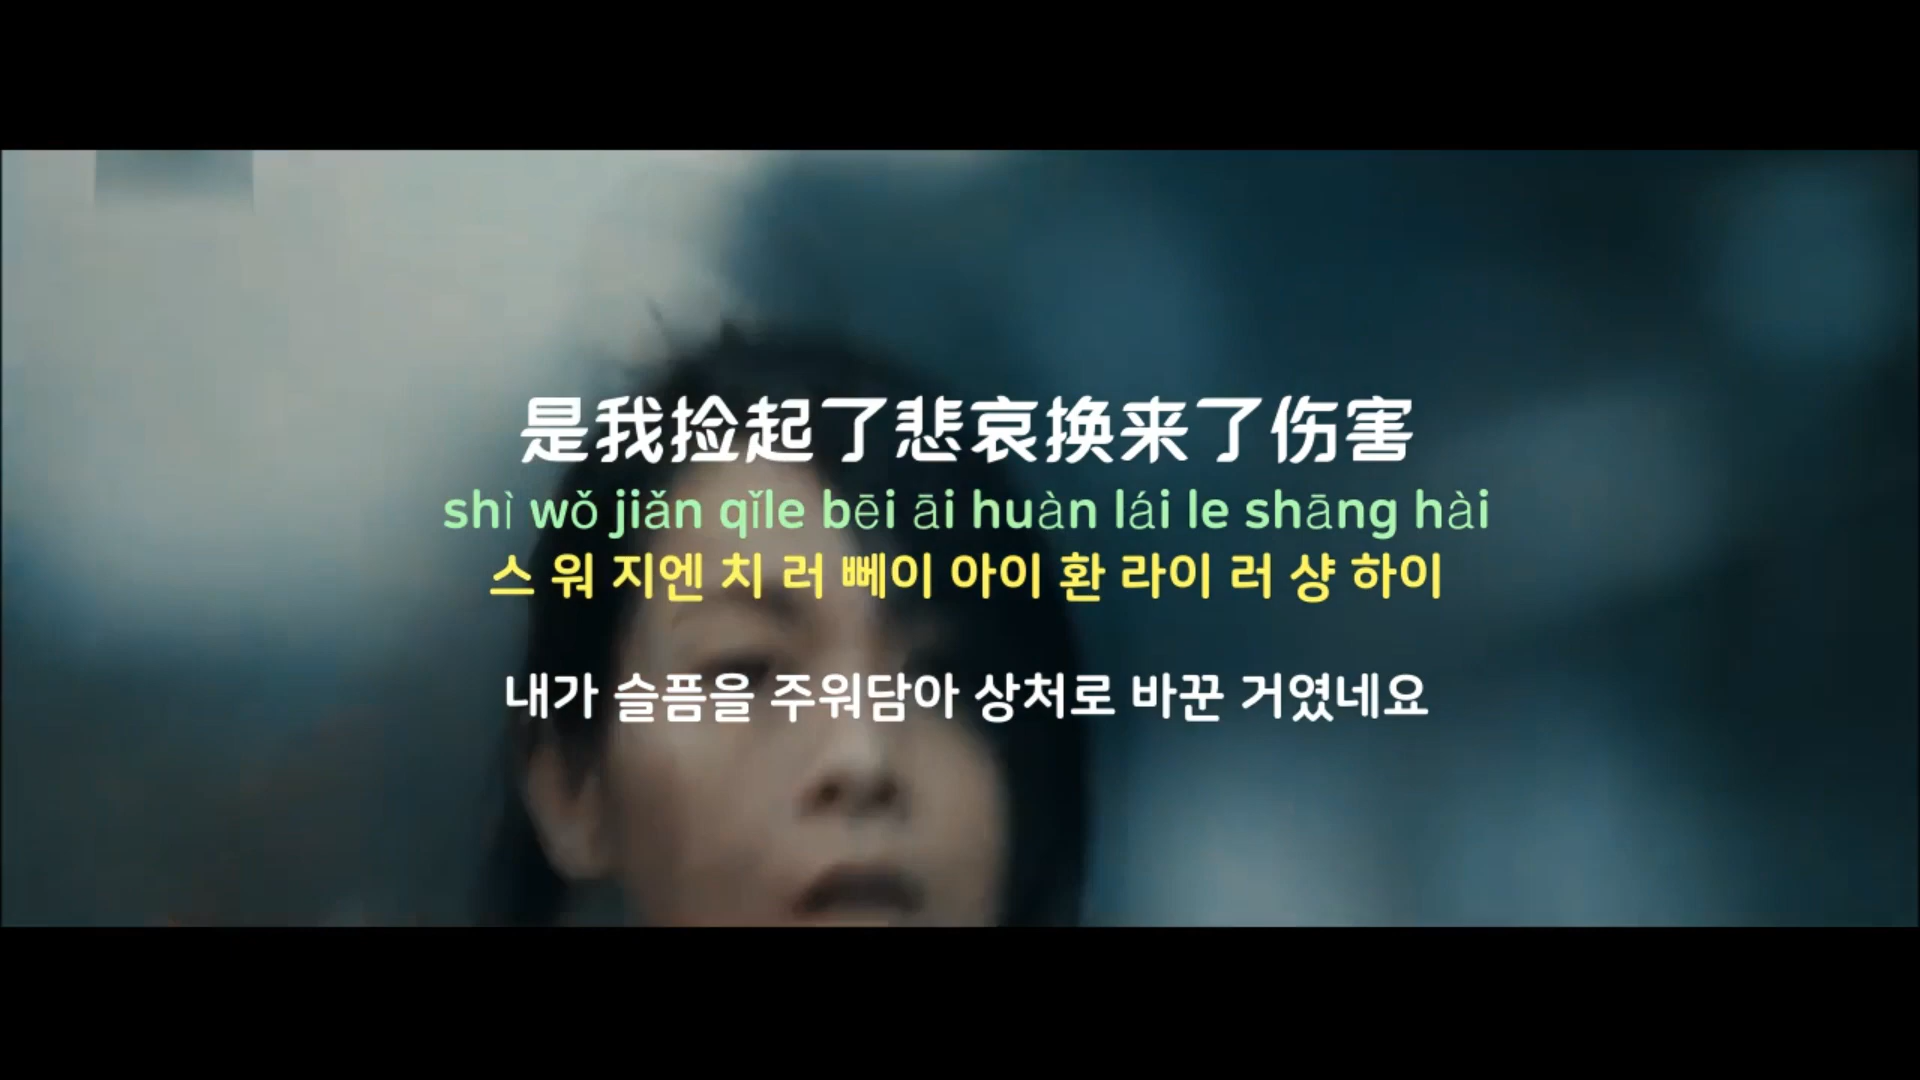 是我捡起了悲哀换来了伤害
shì wǒ jiǎn qǐle bēi āi huàn lái le shāng hài
스 워 지엔 치 러 뻬이 아이 환 라이 러 샹 하이
내가 슬픔을 주워담아 상처로 바꾼 거였네요